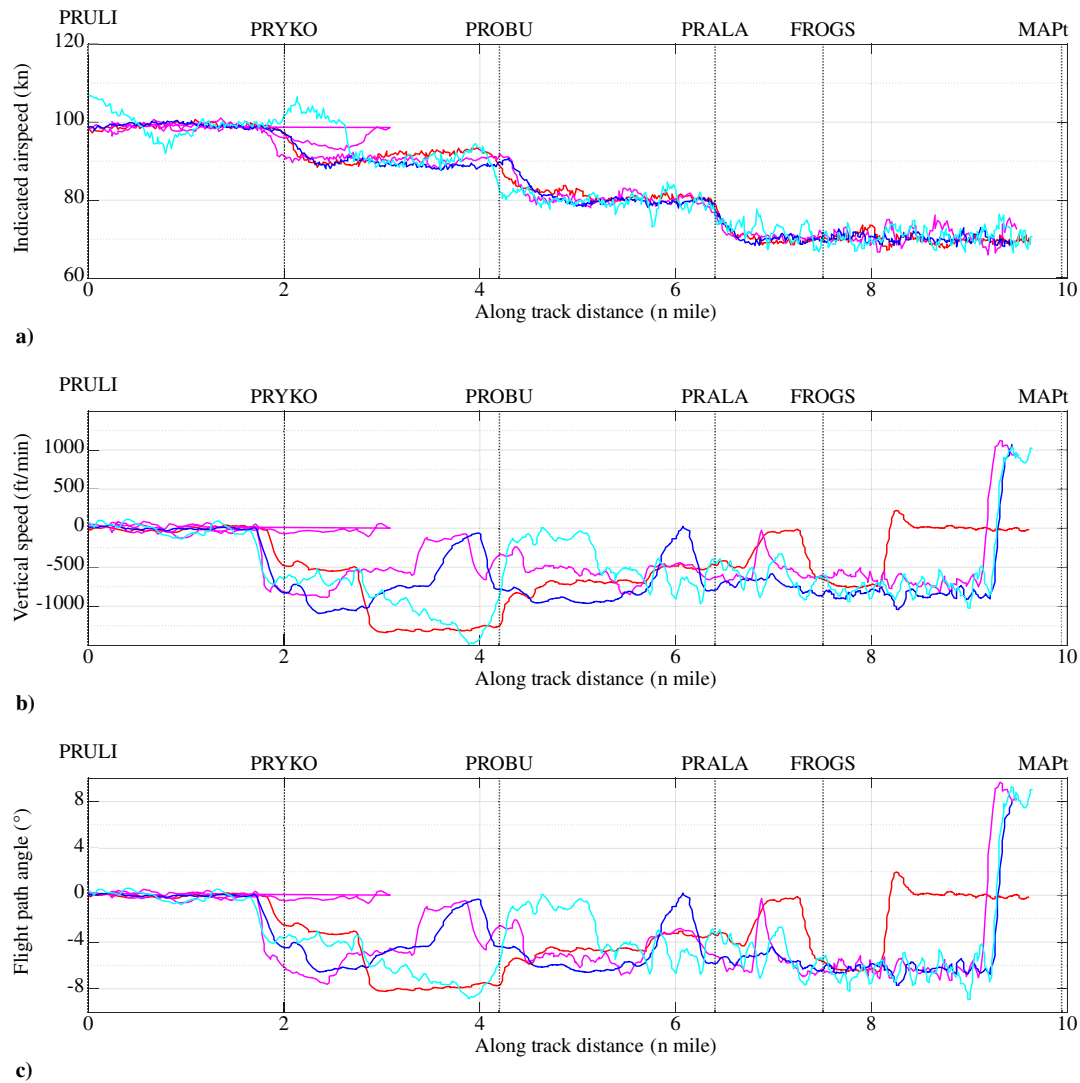 PRULI
PRYKO PROBU PRALA FROGS MAPt
120
100
80
60
Indicated airspeed (kn)
0 2 4 6 8 10
Along track distance (n mile)
a)
PRULI
PRYKO PROBU PRALA FROGS MAPt
1000
500
0
-500
-1000
Vertical speed (ft/min)
0 2 4 6 8 10
Along track distance (n mile)
b)
PRULI
PRYKO PROBU PRALA FROGS MAPt
8
4
0
-4
-8
Flight path angle (°)
0 2 4 6 8 10
Along track distance (n mile)
c)